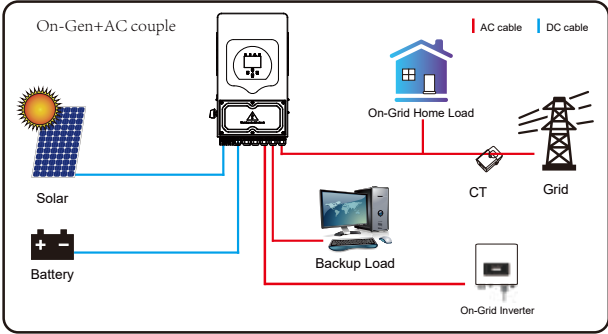 On-Gen+AC couple
AC cable
DC cable
On-Grid Home Load
Solar
CT
Grid
Battery
Backup Load
On-Grid Inverter